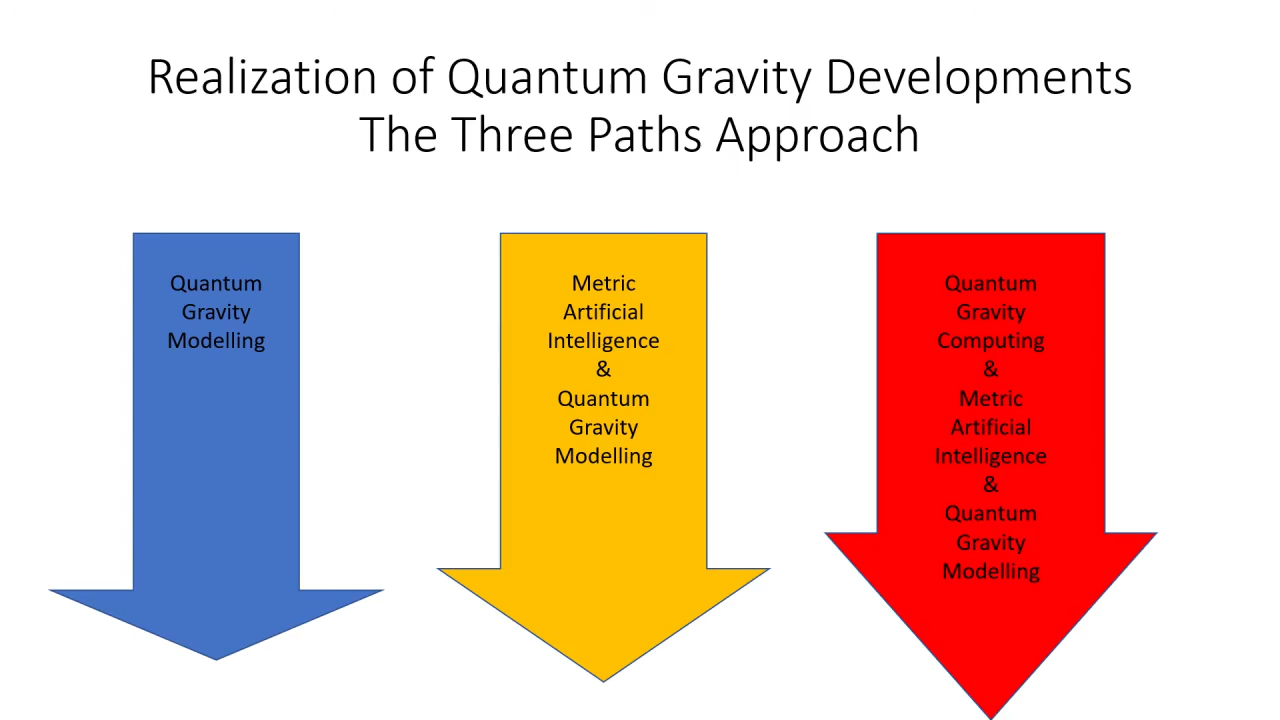 Realization of Quantum Gravity Developments
The Three Paths Approach
Quantum
Gravity
Modelling
Metric
Artificial
Intelligence
&
Quantum
Gravity
Modelling
Quantum
Gravity
Computing
&
Metric
Artificial
Intelligence
&
Quantum
Gravity
Modelling